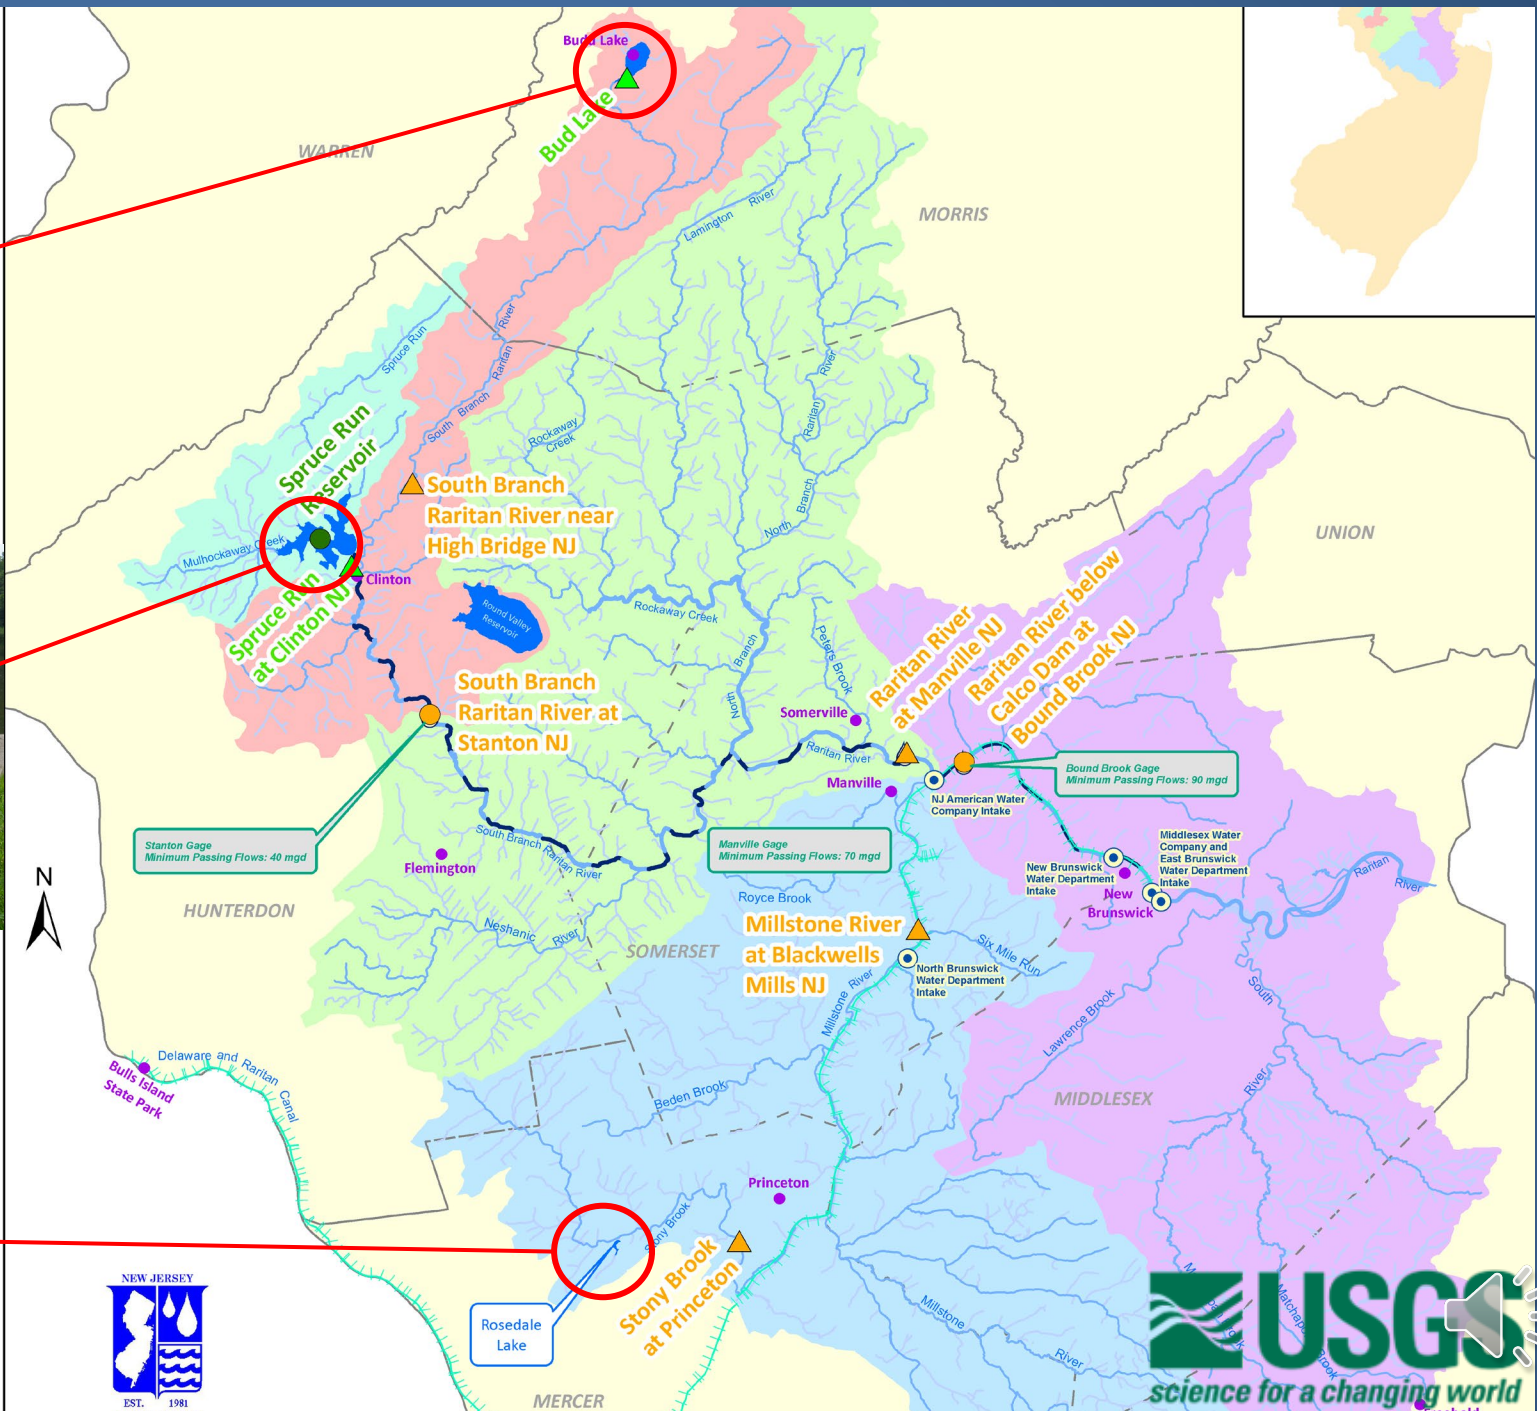 Budd Lake
Bud Lake
WARREN
MORRIS
Lamington River
Spruce Run
South Branch Raritan River
Rockaway
Creek
Raritan River
North Branch
Spruce Run
Reservoir
Mulhockaway Creek
South Branch
Raritan River near
High Bridge NJ
UNION
Clinton
Spruce Run
at Clinton NJ
Round Valley
Reservoir
Rockaway Creek
North Branch
Peters Brook
Raritan River
at Manville NJ
Raritan River below
Calco Dam at
Bound Brook NJ
South Branch
Raritan River at
Stanton NJ
Somerville
Raritan River
Manville
Bound Brook Gage
Minimum Passing Flows: 90 mgd
NJ American Water
Company Intake
Stanton Gage
Minimum Passing Flows: 40 mgd
South Branch Raritan River
Manville Gage
Minimum Passing Flows: 70 mgd
Middlesex Water
Company and
East Brunswick
Water Department
Intake
New Brunswick
Water Department
Intake
New
Brunswick
Raritan River
Flemington
N
HUNTERDON
Neshanic River
Royce Brook
SOMERSET
Millstone River
at Blackwells
Mills NJ
Six Mile Run
North Brunswick
Water Department
Intake
Millstone River
Lawrence Brook
South River
Delaware and Raritan Canal
Bulls Island
State Park
Beden Brook
MIDDLESEX
Princeton
Stony Brook
Stony Brook
at Princeton
Rosedale
Lake
Millstone River
MERCER
NEW JERSEY
EST. 1981
Brook
USGS
science for a changing world